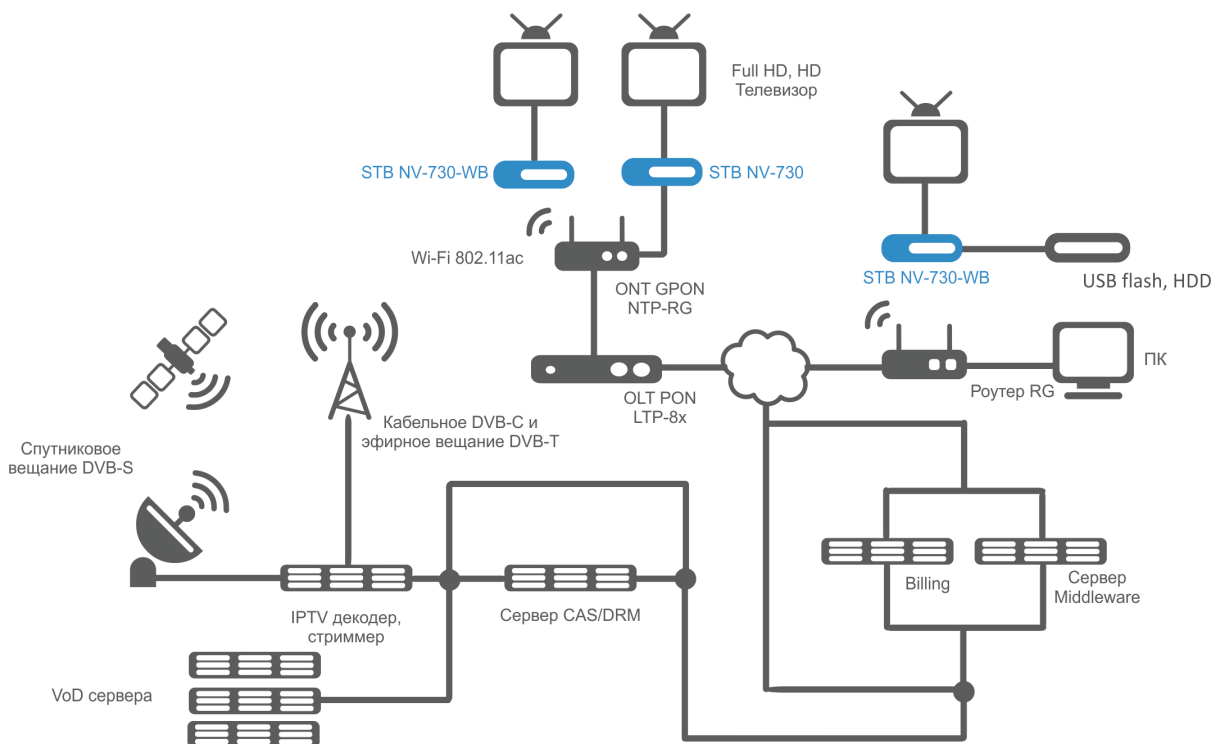 Full HD, HD
Телевизор
STB NV-730-WB
STB NV-730
Wi-Fi 802.11ac
STB NV-730-WB
USB flash, HDD
ONT GPON
NTP-RG
ПК
Роутер RG
OLT PON
LTP-8x
Кабельное DVB-C и
эфирное вещание DVB-T
Спутниковое
вещание DVB-S
Billing
Сервер
Middleware
IPTV декодер,
стриммер
Сервер CAS/DRM
VoD сервера